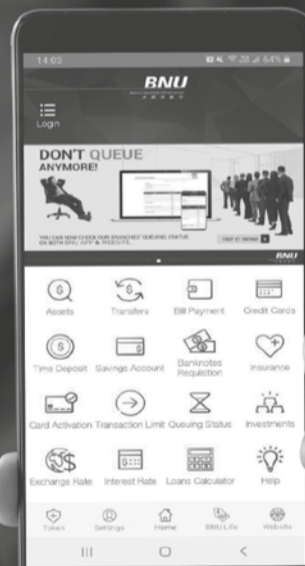 14:03
64%
BNU
Login
DON'T QUEUE
ANYMORE!
YOU CAN NOW CHECK OUR BRANCHES' QUEUING STATUS
ON BOTH BNU APP & WEBSITE.
BNU
Assets Transfers Bill Payment Credit Cards
Time Deposit Savings Account Banknotes Requisition Insurance
Card Activation Transaction Limit Queuing Status Investments
Exchange Rate Interest Rate Loans Calculator Help
Token Settings Home BNU Life Website